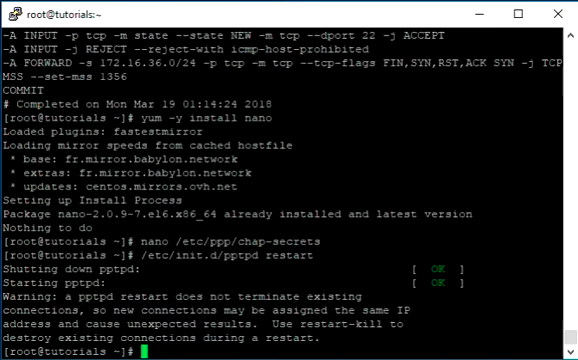 root@tutorials:~
-A INPUT -p tcp -m state --state NEW -m tcp --dport 22 -j ACCEPT
-A INPUT -j REJECT --reject-with icmp-host-prohibited
-A FORWARD -s 172.16.36.0/24 -p tcp -m tcp --tcp-flags FIN,SYN,RST,ACK SYN -j TCP
MSS --set-mss 1356
COMMIT
# Completed on Mon Mar 19 01:14:24 2018
[root@tutorials ~]# yum -y install nano
Loaded plugins: fastestmirror
Loading mirror speeds from cached hostfile
 * base: fr.mirror.babylon.network
 * extras: fr.mirror.babylon.network
 * updates: centos.mirrors.ovh.net
Setting up Install Process
Package nano-2.0.9-7.el6.x86_64 already installed and latest version
Nothing to do
[root@tutorials ~]# nano /etc/ppp/chap-secrets
[root@tutorials ~]# /etc/init.d/pptpd restart
Shutting down pptpd: [ OK ]
Starting pptpd: [ OK ]
Warning: a pptpd restart does not terminate existing
connections, so new connections may be assigned the same IP
address and cause unexpected results.  Use restart-kill to
destroy existing connections during a restart.
[root@tutorials ~]#